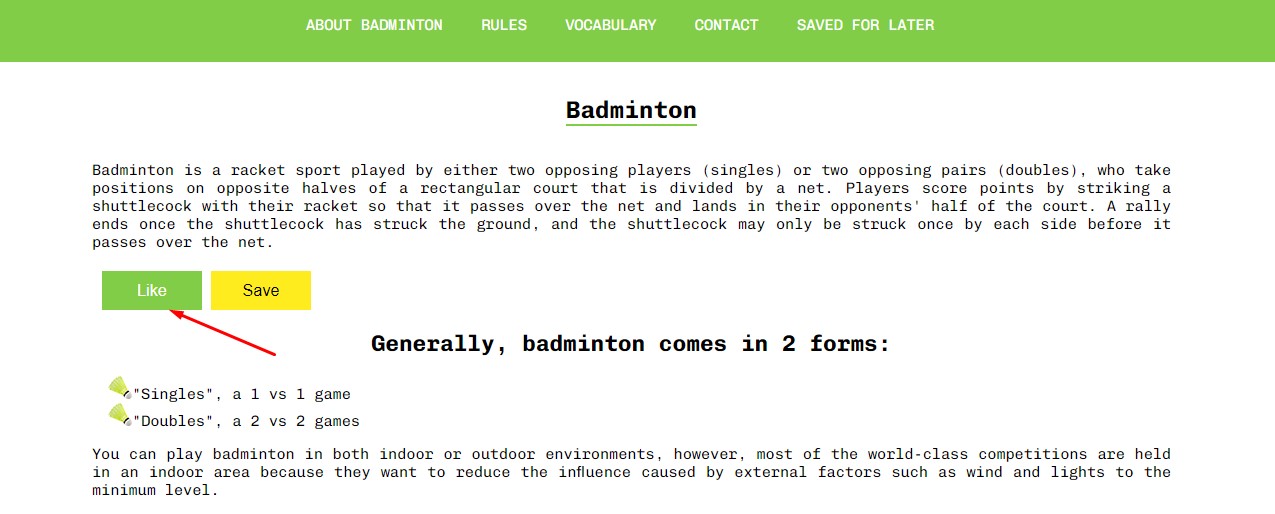 ABOUT BADMINTON RULES VOCABULARY CONTACT SAVED FOR LATER
Badminton
Badminton is a racket sport played by either two opposing players (singles) or two opposing pairs (doubles), who take
positions on opposite halves of a rectangular court that is divided by a net. Players score points by striking a
shuttlecock with their racket so that it passes over the net and lands in their opponents' half of the court. A rally
ends once the shuttlecock has struck the ground, and the shuttlecock may only be struck once by each side before it
passes over the net.
Like Save
Generally, badminton comes in 2 forms:
"Singles", a 1 vs 1 game
"Doubles", a 2 vs 2 games
You can play badminton in both indoor or outdoor environments, however, most of the world-class competitions are held
in an indoor area because they want to reduce the influence caused by external factors such as wind and lights to the
minimum level.